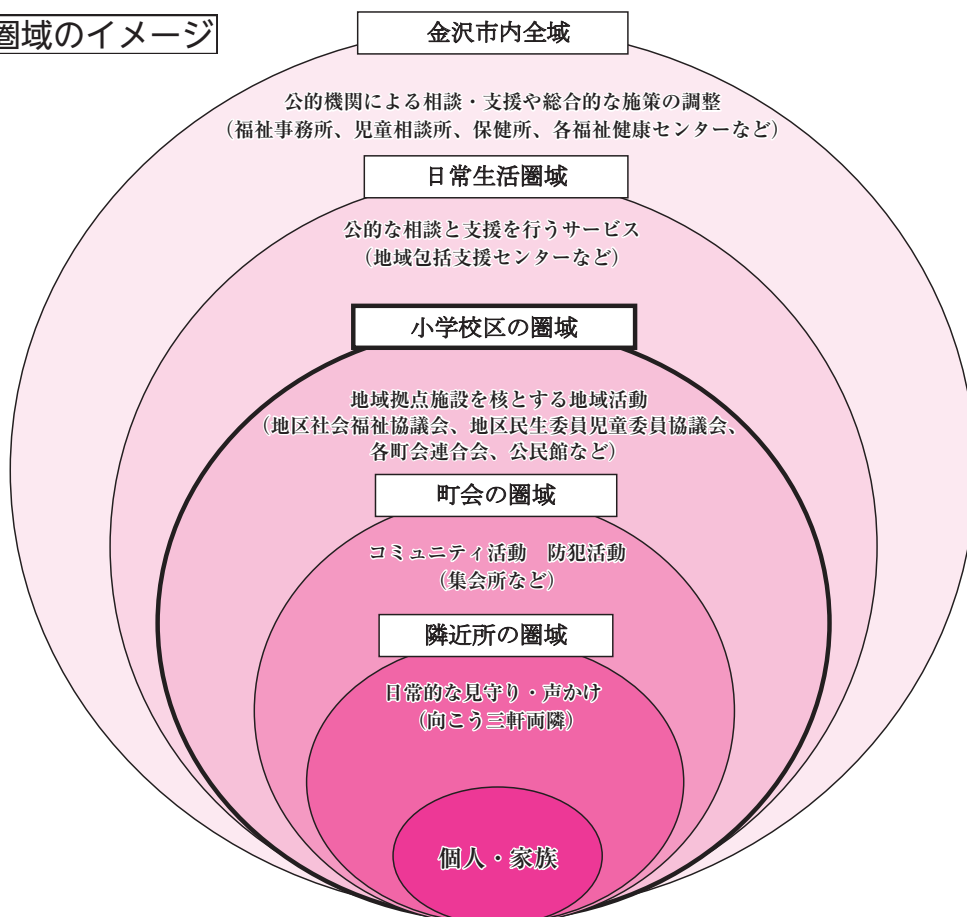 圏域のイメージ
金沢市内全域
公的機関による相談・支援や総合的な施策の調整
（福祉事務所、児童相談所、保健所、各福祉健康センターなど）
日常生活圏域
公的な相談と支援を行うサービス
（地域包括支援センターなど）
小学校区の圏域
地域拠点施設を核とする地域活動
（地区社会福祉協議会、地区民生委員児童委員協議会、
各町会連合会、公民館など）
町会の圏域
コミュニティ活動　防犯活動
（集会所など）
隣近所の圏域
日常的な見守り・声かけ
（向こう三軒両隣）
個人・家族